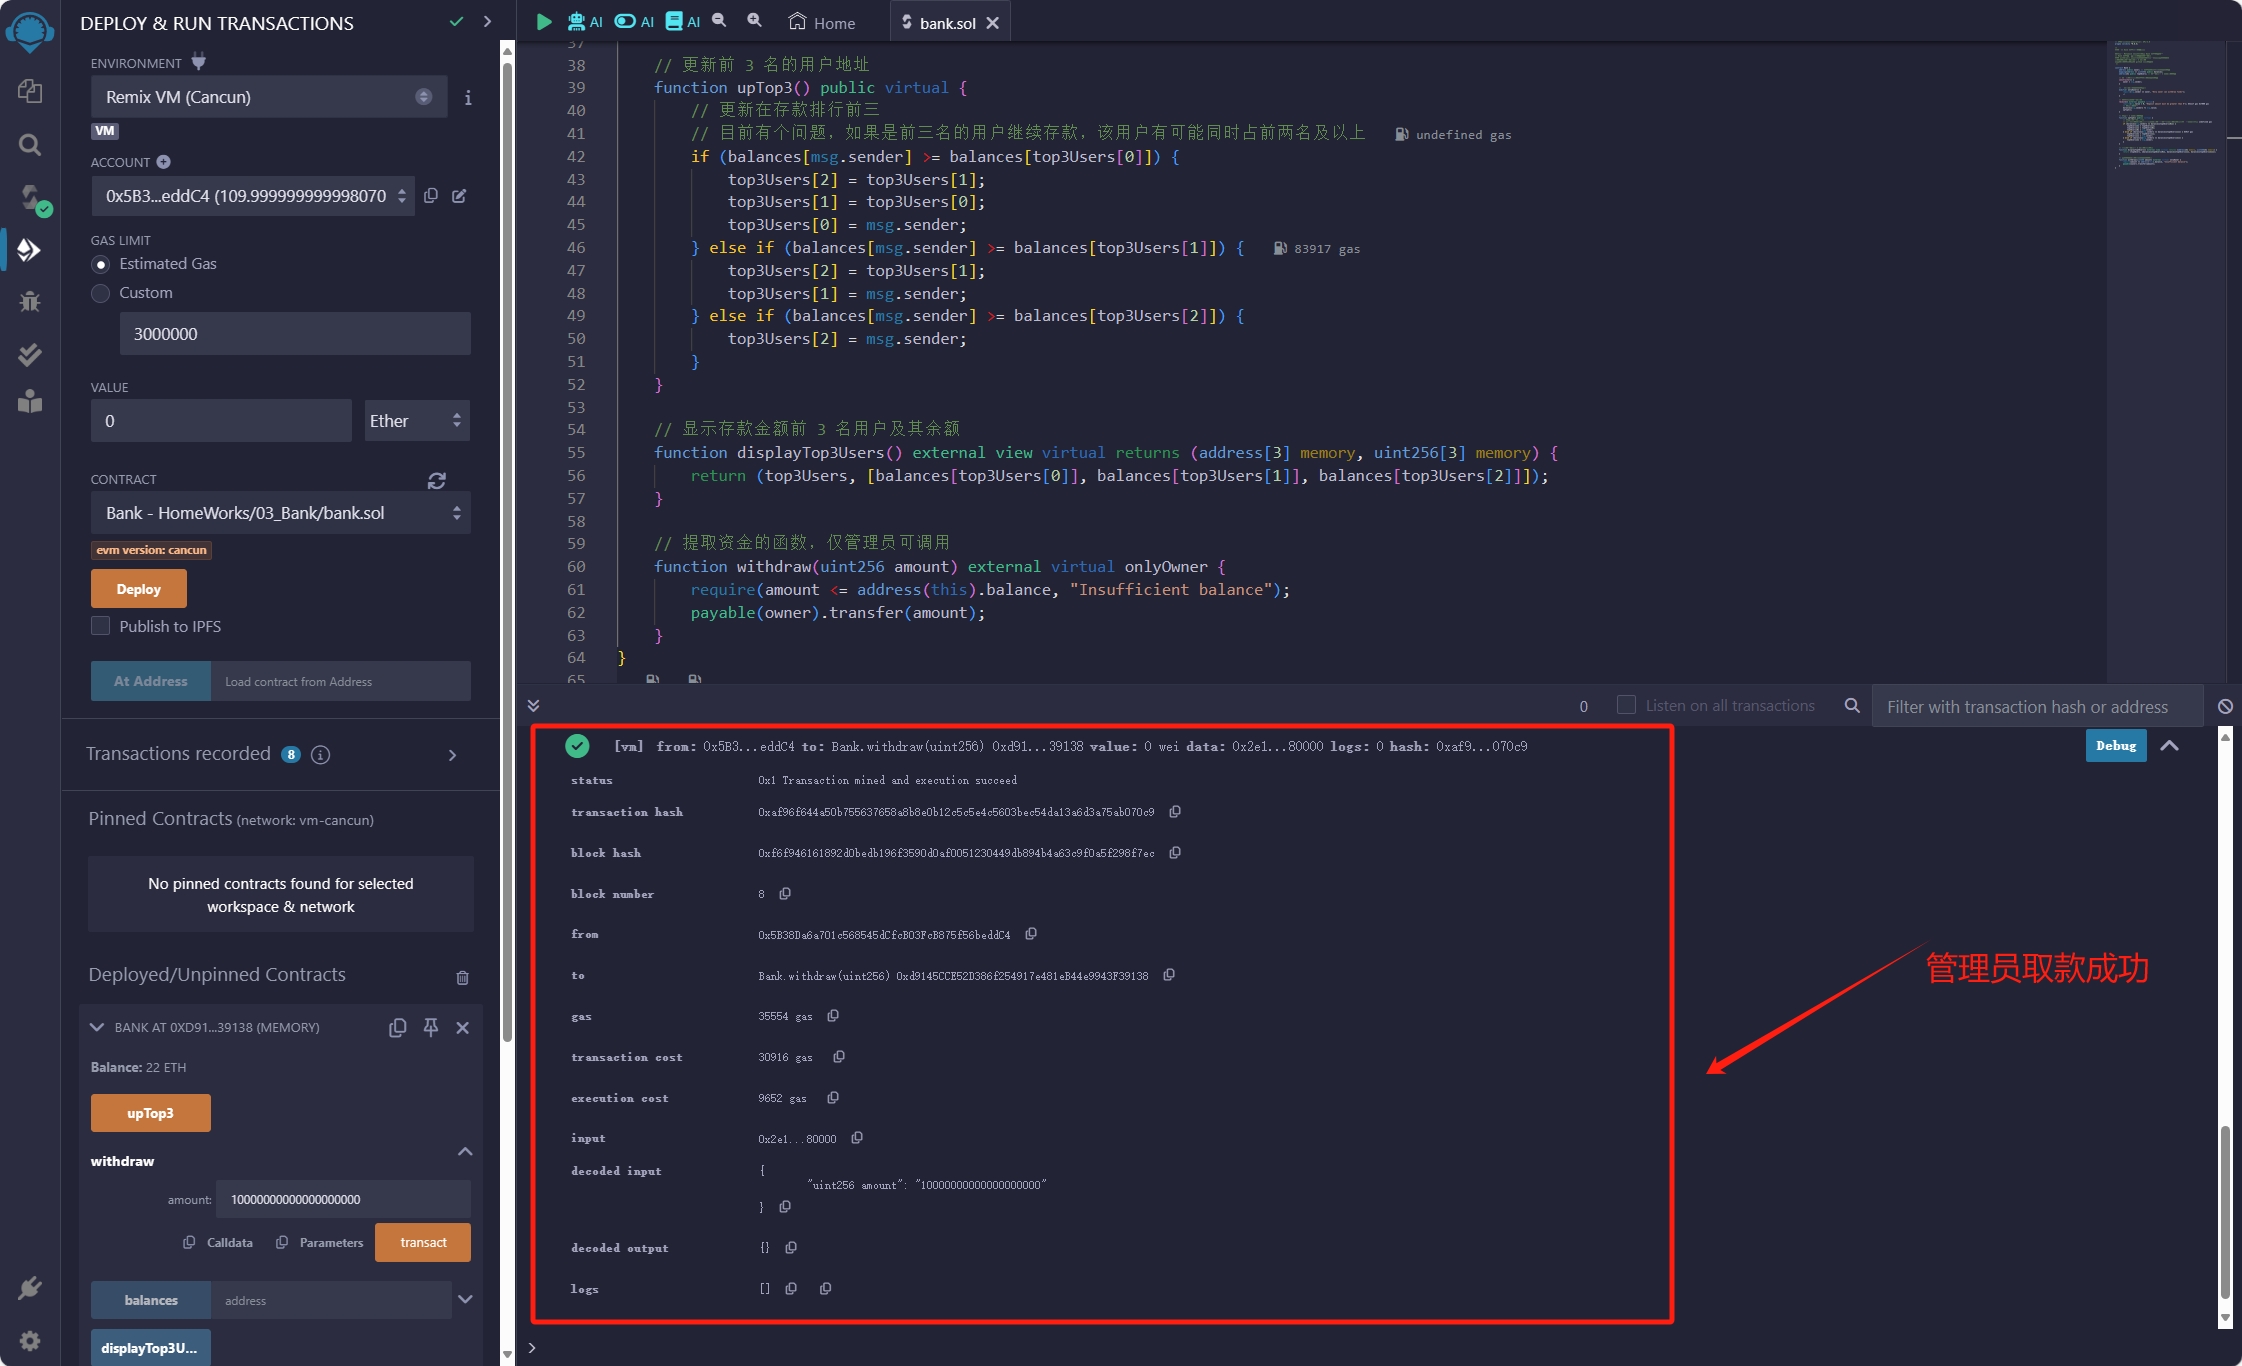 DEPLOY & RUN TRANSACTIONS
ENVIRONMENT
Remix VM (Cancun)
VM
ACCOUNT
0x5B3...eddC4 (109.999999999998070
GAS LIMIT
Estimated Gas
Custom
3000000
VALUE
0
Ether
CONTRACT
Bank - HomeWorks/03_Bank/bank.sol
evm version: cancun
Deploy
Publish to IPFS
At Address
Load contract from Address
Transactions recorded 8
Pinned Contracts (network: vm-cancun)
No pinned contracts found for selected
workspace & network
Deployed/Unpinned Contracts
BANK AT 0XD91...39138 (MEMORY)
Balance: 22 ETH
upTop3
withdraw
amount: 10000000000000000000
Calldata Parameters transact
balances address
displayTop3U...
AI AI AI Home bank.sol
37
38 // 更新前 3 名的用户地址
39 function upTop3() public virtual {
40 // 更新在存款排行前三
41 // 目前有个问题，如果是前三名的用户继续存款，该用户有可能同时占前两名及以上 undefined gas
42 if (balances[msg.sender] >= balances[top3Users[0]]) {
43 top3Users[2] = top3Users[1];
44 top3Users[1] = top3Users[0];
45 top3Users[0] = msg.sender;
46 } else if (balances[msg.sender] >= balances[top3Users[1]]) { 83917 gas
47 top3Users[2] = top3Users[1];
48 top3Users[1] = msg.sender;
49 } else if (balances[msg.sender] >= balances[top3Users[2]]) {
50 top3Users[2] = msg.sender;
51 }
52 }
53
54 // 显示存款金额前 3 名用户及其余额
55 function displayTop3Users() external view virtual returns (address[3] memory, uint256[3] memory) {
56 return (top3Users, [balances[top3Users[0]], balances[top3Users[1]], balances[top3Users[2]]]);
57 }
58
59 // 提取资金的函数，仅管理员可调用
60 function withdraw(uint256 amount) external virtual onlyOwner {
61 require(amount <= address(this).balance, "Insufficient balance");
62 payable(owner).transfer(amount);
63 }
64 }
65
0 Listen on all transactions Filter with transaction hash or address
[vm] from: 0x5B3...eddC4 to: Bank.withdraw(uint256) 0xd91...39138 value: 0 wei data: 0x2e1...80000 logs: 0 hash: 0xaf9...070c9
Debug
status 0x1 Transaction mined and execution succeed
transaction hash 0xaf96f644a50b755637658a8b8e0b12c5c5e4c5603bec54da13a6d3a75ab070c9
block hash 0xf6f946161892d0bedb196f3590d0af0051230449db894b4a63c9f0a5f298f7ec
block number 8
from 0x5B38Da6a701c568545dCfcB03FcB875f56beddC4
to Bank.withdraw(uint256) 0xd9145CCE52D386f254917e481eB44e9943F39138
gas 35554 gas
transaction cost 30916 gas
execution cost 9652 gas
input 0x2e1...80000
decoded input {
"uint256 amount": "10000000000000000000"
}
decoded output {}
logs []
管理员取款成功
>